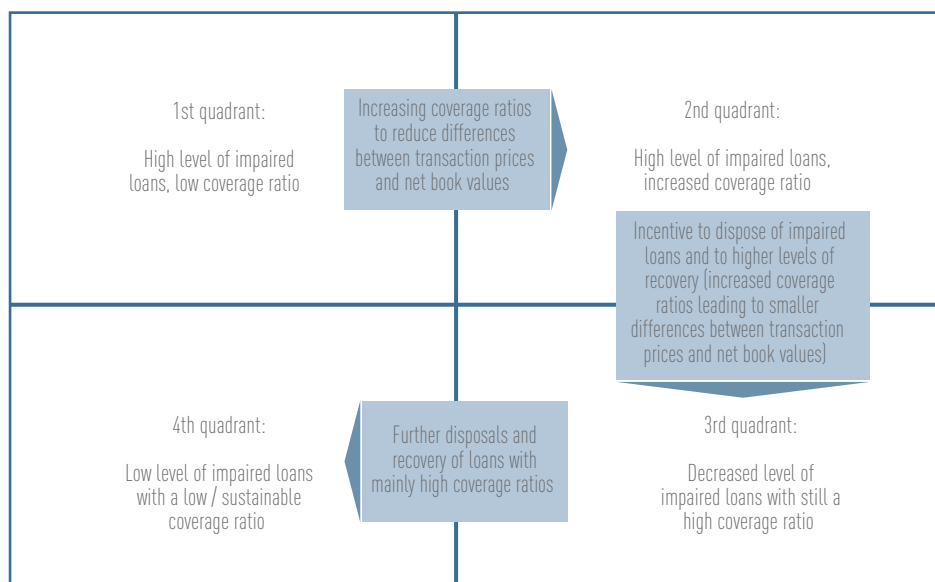 1st quadrant:
High level of impaired
loans, low coverage ratio
Increasing coverage ratios
to reduce differences
between transaction prices
and net book values
2nd quadrant:
High level of impaired loans,
increased coverage ratio
Incentive to dispose of impaired
loans and to higher levels of
recovery (increased coverage
ratios leading to smaller
differences between transaction
prices and net book values)
4th quadrant:
Low level of impaired loans
with a low / sustainable
coverage ratio
Further disposals and
recovery of loans with
mainly high coverage ratios
3rd quadrant:
Decreased level of
impaired loans with still a
high coverage ratio